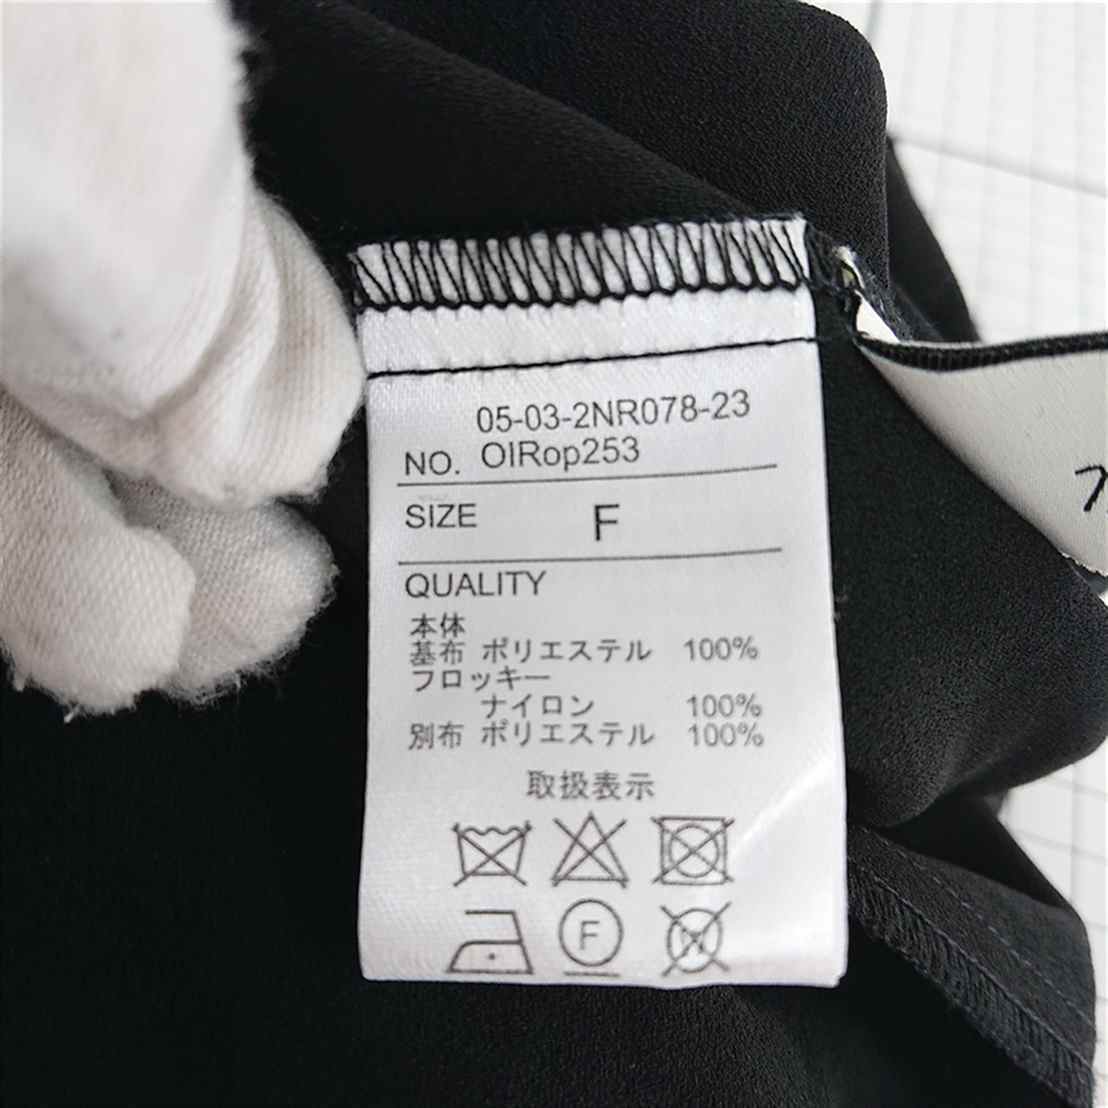 05-03-2NR078-23
NO. OIRop253
SIZE F
QUALITY
本体
基布 ポリエステル 100%
フロッキー
ナイロン 100%
別布 ポリエステル 100%
取扱表示
F
W